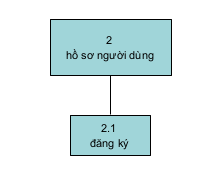 2
hồ sơ người dùng
2.1
đăng ký